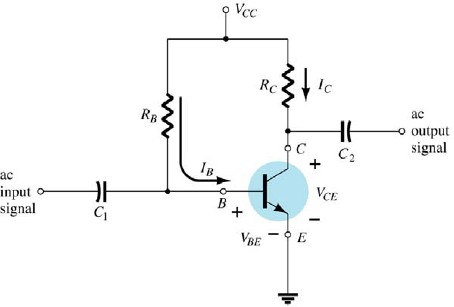 V_CC
R_C
I_C
R_B
ac
output
signal
C
C_2
+
ac
input
signal
I_B
B
+
V_CE
C_1
−
V_BE
−
E